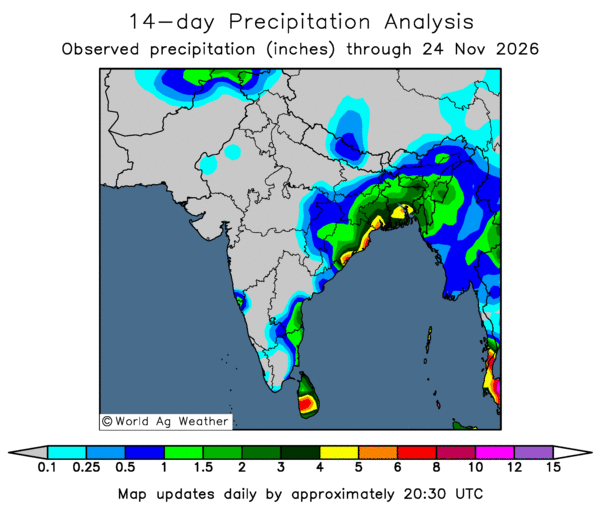 14-day Precipitation Analysis
Observed precipitation (inches) through 24 Nov 2026
©World Ag Weather
0.1 0.25 0.5 1 1.5 2 3 4 5 6 8 10 12 15
Map updates daily by approximately 20:30 UTC